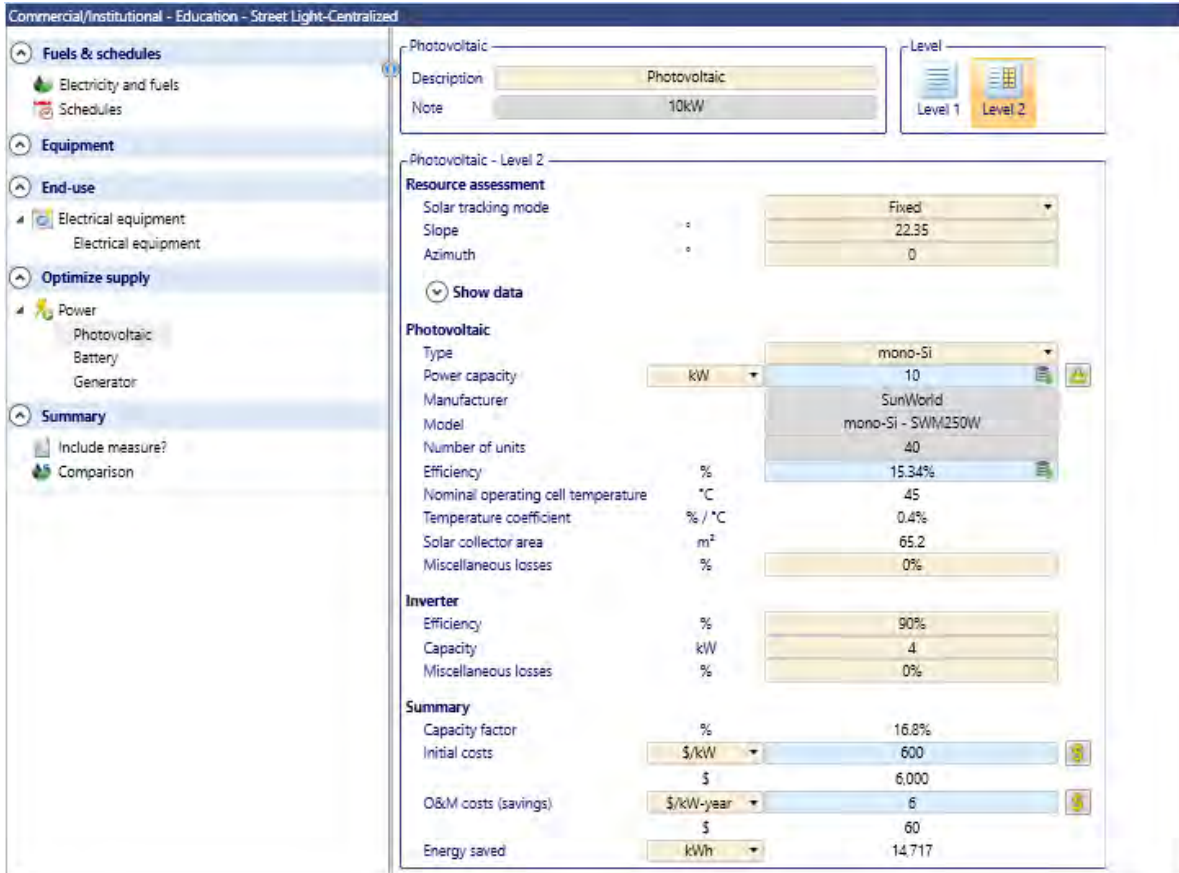 Commercial/Institutional - Education - Street Light-Centralized
Fuels & schedules
Electricity and fuels
Schedules
Equipment
End-use
Electrical equipment
Electrical equipment
Optimize supply
Power
Photovoltaic
Battery
Generator
Summary
Include measure?
Comparison
Photovoltaic
Description Photovoltaic
Note 10kW
Level
Level 1 Level 2
Photovoltaic - Level 2
Resource assessment
Solar tracking mode Fixed
Slope ° 22.35
Azimuth ° 0
Show data
Photovoltaic
Type mono-Si
Power capacity kW 10
Manufacturer SunWorld
Model mono-Si - SWM250W
Number of units 40
Efficiency % 15.34%
Nominal operating cell temperature °C 45
Temperature coefficient % / °C 0.4%
Solar collector area m² 65.2
Miscellaneous losses % 0%
Inverter
Efficiency % 90%
Capacity kW 4
Miscellaneous losses % 0%
Summary
Capacity factor % 16.8%
Initial costs $/kW 600 $
$ 6,000
O&M costs (savings) $/kW-year 6 $
$ 60
Energy saved kWh 14,717